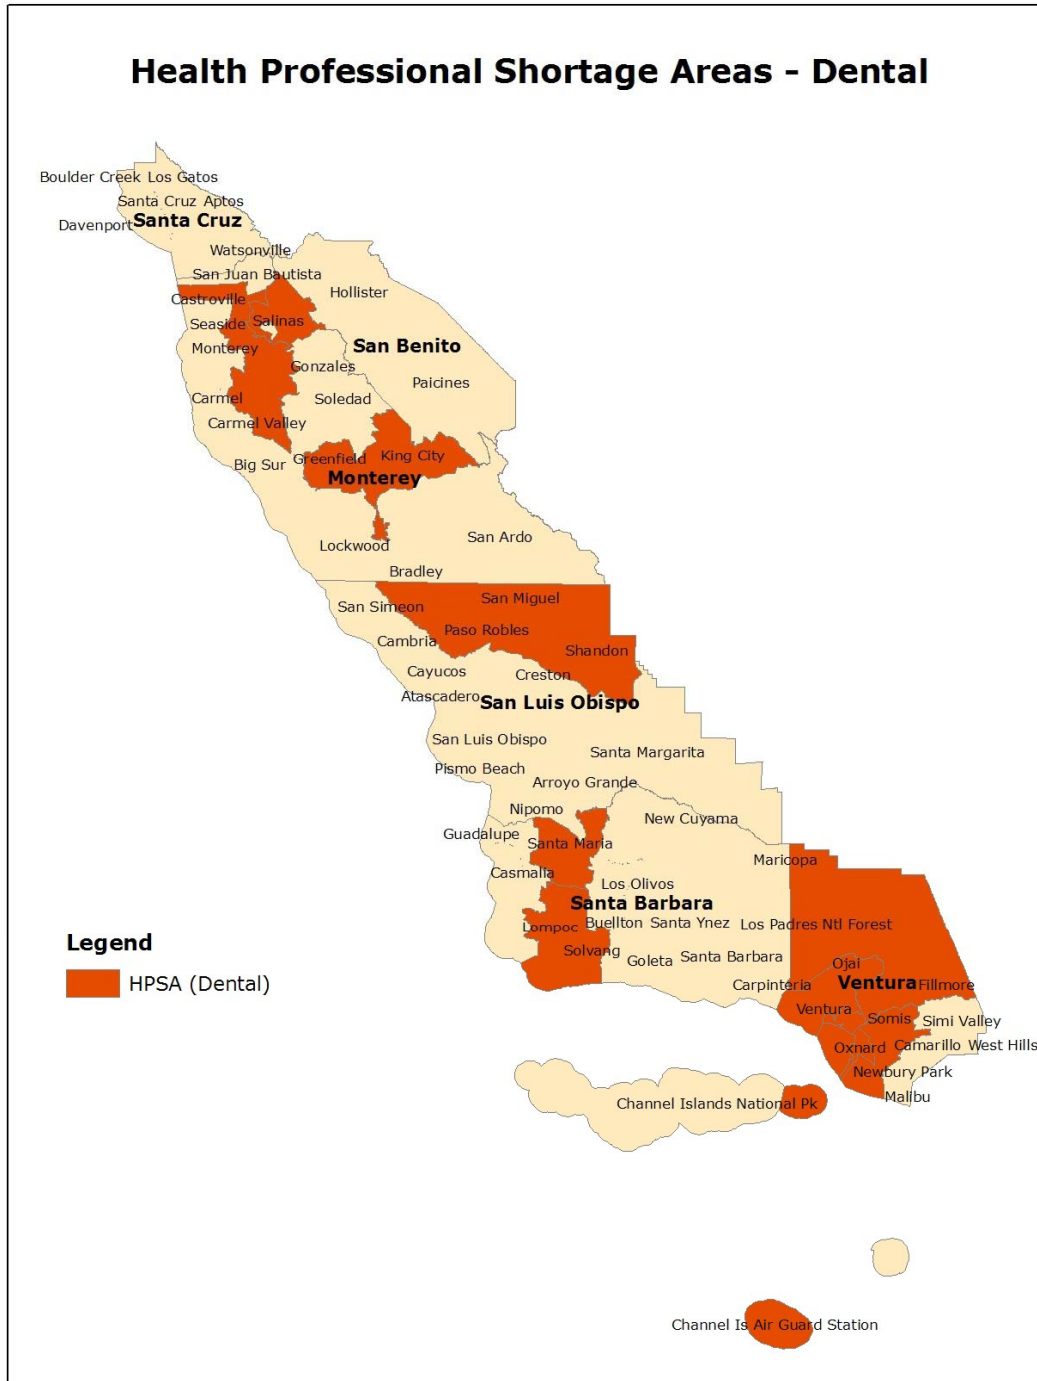 Health Professional Shortage Areas - Dental
Boulder Creek Los Gatos
Santa Cruz Aptos
Davenport Santa Cruz
Watsonville
San Juan Bautista
Hollister
Castroville
Seaside Salinas
Monterey
San Benito
Gonzales
Paicines
Carmel
Soledad
Carmel Valley
Big Sur Greenfield King City
Monterey
Lockwood
San Ardo
Bradley
San Simeon
San Miguel
Paso Robles
Cambria
Shandon
Cayucos
Creston
Atascadero
San Luis Obispo
San Luis Obispo
Santa Margarita
Pismo Beach
Arroyo Grande
Nipomo
New Cuyama
Guadalupe
Santa Maria
Maricopa
Casmalia
Los Olivos
Santa Barbara
Lompoc Buellton Santa Ynez Los Padres Ntl Forest
Legend
Solvang
Goleta Santa Barbara
Ojai
HPSA (Dental)
Carpinteria
Ventura Fillmore
Ventura
Somis Simi Valley
Oxnard Camarillo West Hills
Newbury Park
Malibu
Channel Islands National Pk
Channel Is Air Guard Station